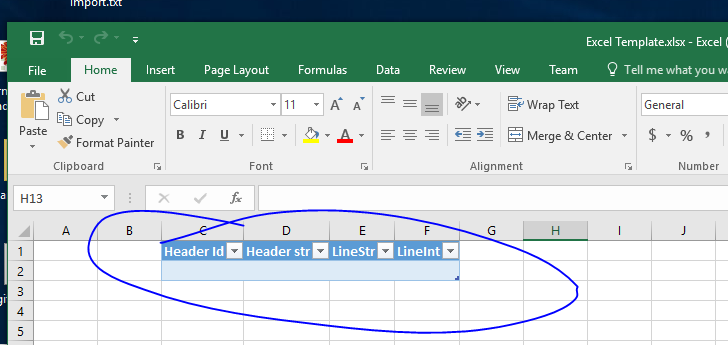 import.txt
Excel Template.xlsx - Excel (
File Home Insert Page Layout Formulas Data Review View Team Tell me what you w
Paste
Cut
Copy
Format Painter
Clipboard
Calibri 11
B I U
Font
Wrap Text
Merge & Center
Alignment
General
$ % ,
Number
H13 fx
A B C D E F G H I J
1 Header Id Header str LineStr LineInt
2
3
4
5